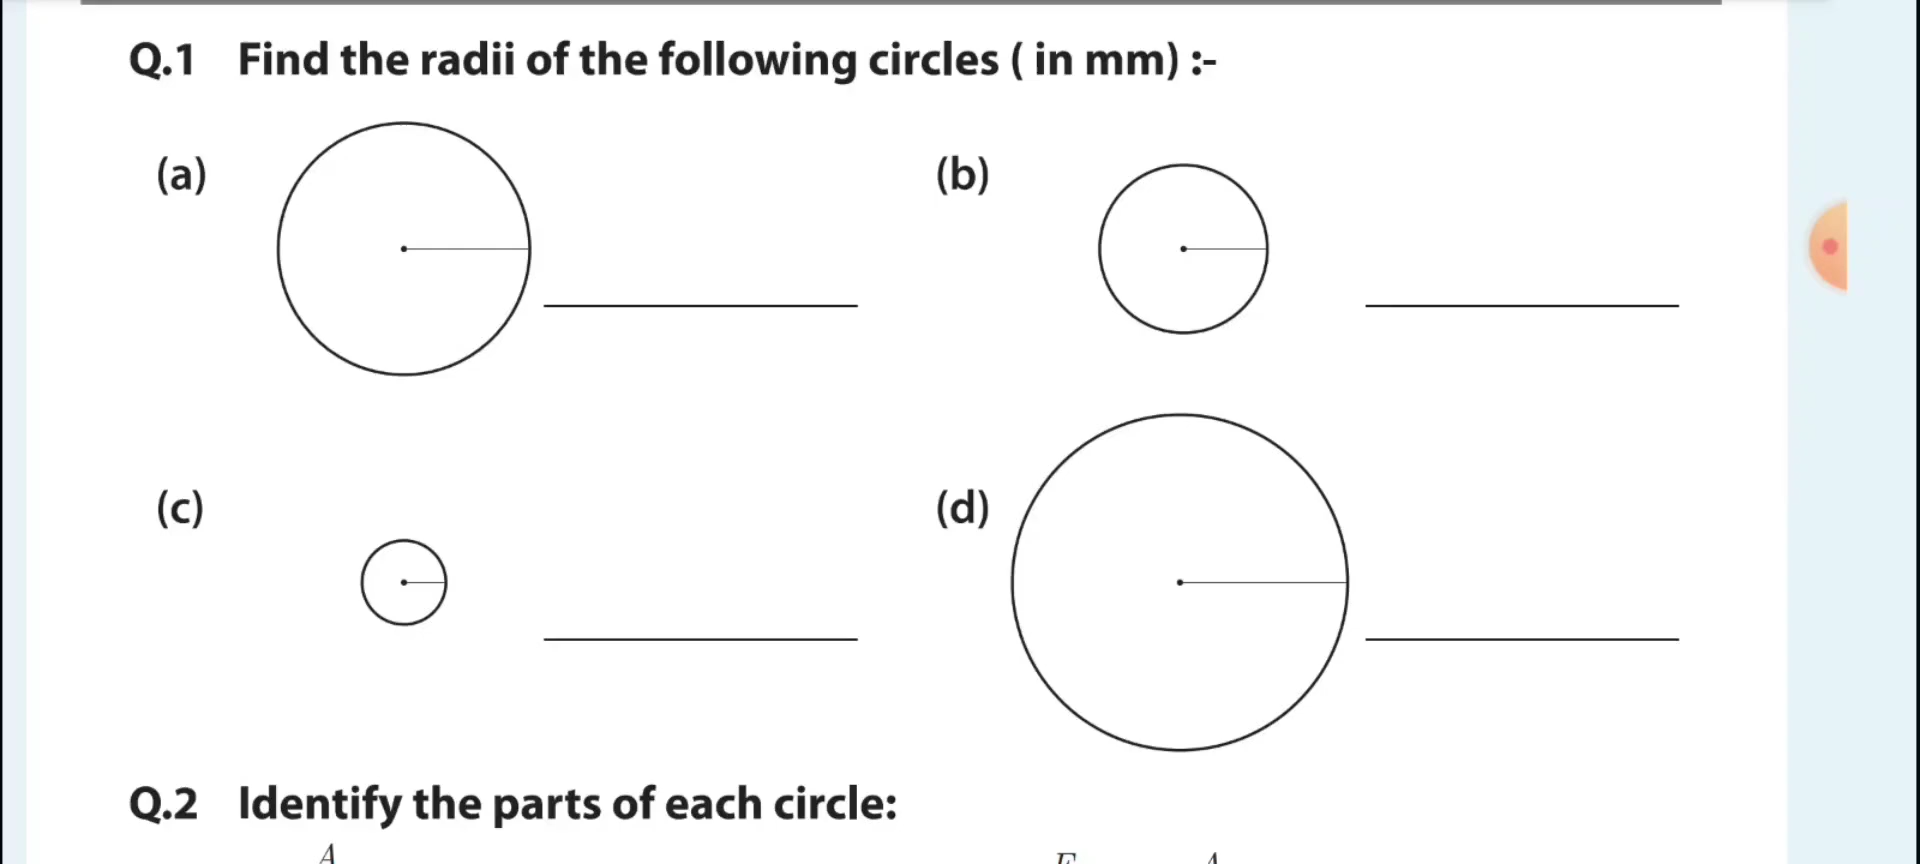 Q.1 Find the radii of the following circles ( in mm) :-
(a) (b)
(c) (d)
Q.2 Identify the parts of each circle:
A